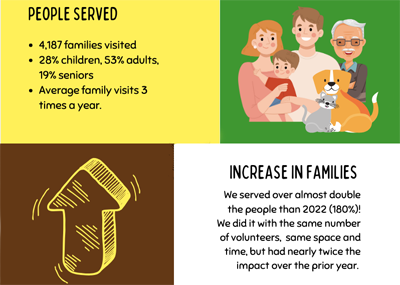 PEOPLE SERVED
• 4,187 families visited
• 28% children, 53% adults,
19% seniors
• Average family visits 3
times a year.
INCREASE IN FAMILIES
We served over almost double
the people than 2022 (180%)!
We did it with the same number
of volunteers, same space and
time, but had nearly twice the
impact over the prior year.